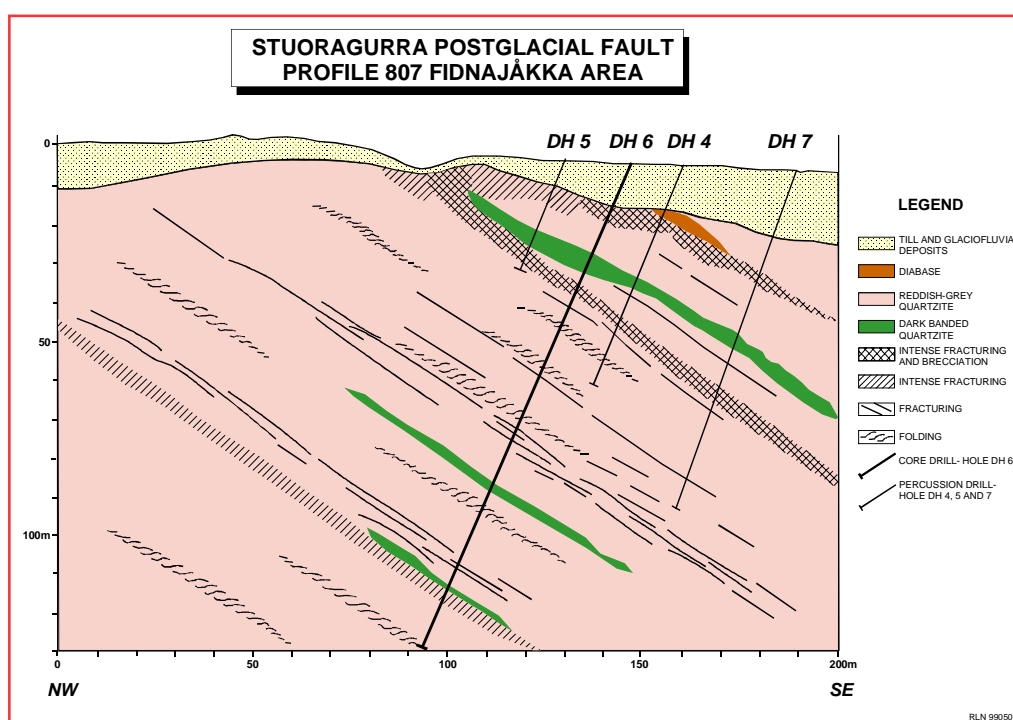 STUORAGURRA POSTGLACIAL FAULT
PROFILE 807 FIDNAJÅKKA AREA
DH 5
DH 6
DH 4
DH 7
0
50
100m
0
50
100
150
200m
NW
SE
LEGEND
TILL AND GLACIOFLUVIA
DEPOSITS
DIABASE
REDDISH-GREY
QUARTZITE
DARK BANDED
QUARTZITE
INTENSE FRACTURING
AND BRECCIATION
INTENSE FRACTURING
FRACTURING
FOLDING
CORE DRILL- HOLE DH 6
PERCUSSION DRILL-
HOLE DH 4, 5 AND 7
RLN 99050